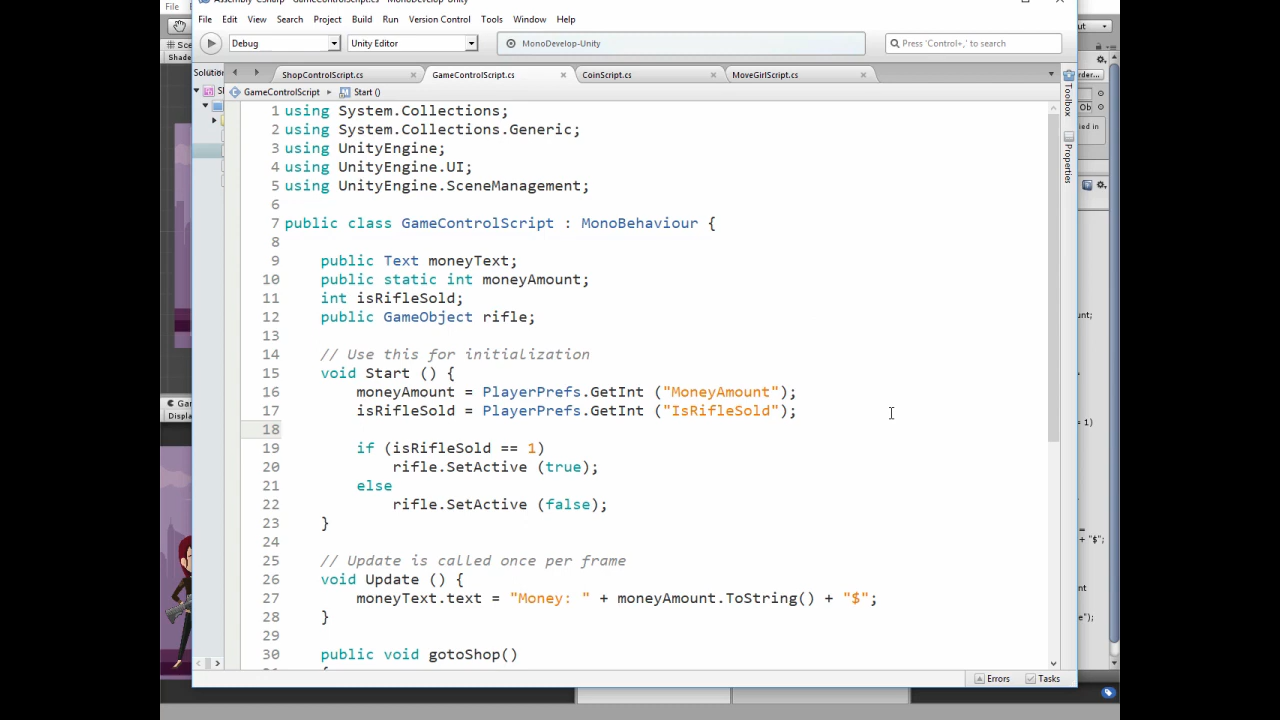 File
File Edit View Search Project Build Run Version Control Tools Window Help
Debug Unity Editor MonoDevelop-Unity Press 'Control+,' to search
Solution
ShopControlScript.cs GameControlScript.cs CoinScript.cs MoveGirlScript.cs
GameControlScript Start ()
Toolbox
Properties
1 using System.Collections;
2 using System.Collections.Generic;
3 using UnityEngine;
4 using UnityEngine.UI;
5 using UnityEngine.SceneManagement;
6
7 public class GameControlScript : MonoBehaviour {
8
9 public Text moneyText;
10 public static int moneyAmount;
11 int isRifleSold;
12 public GameObject rifle;
13
14 // Use this for initialization
15 void Start () {
16 moneyAmount = PlayerPrefs.GetInt ("MoneyAmount");
17 isRifleSold = PlayerPrefs.GetInt ("IsRifleSold");
18
19 if (isRifleSold == 1)
20 rifle.SetActive (true);
21 else
22 rifle.SetActive (false);
23 }
24
25 // Update is called once per frame
26 void Update () {
27 moneyText.text = "Money: " + moneyAmount.ToString() + "$";
28 }
29
30 public void gotoShop()
Errors Tasks